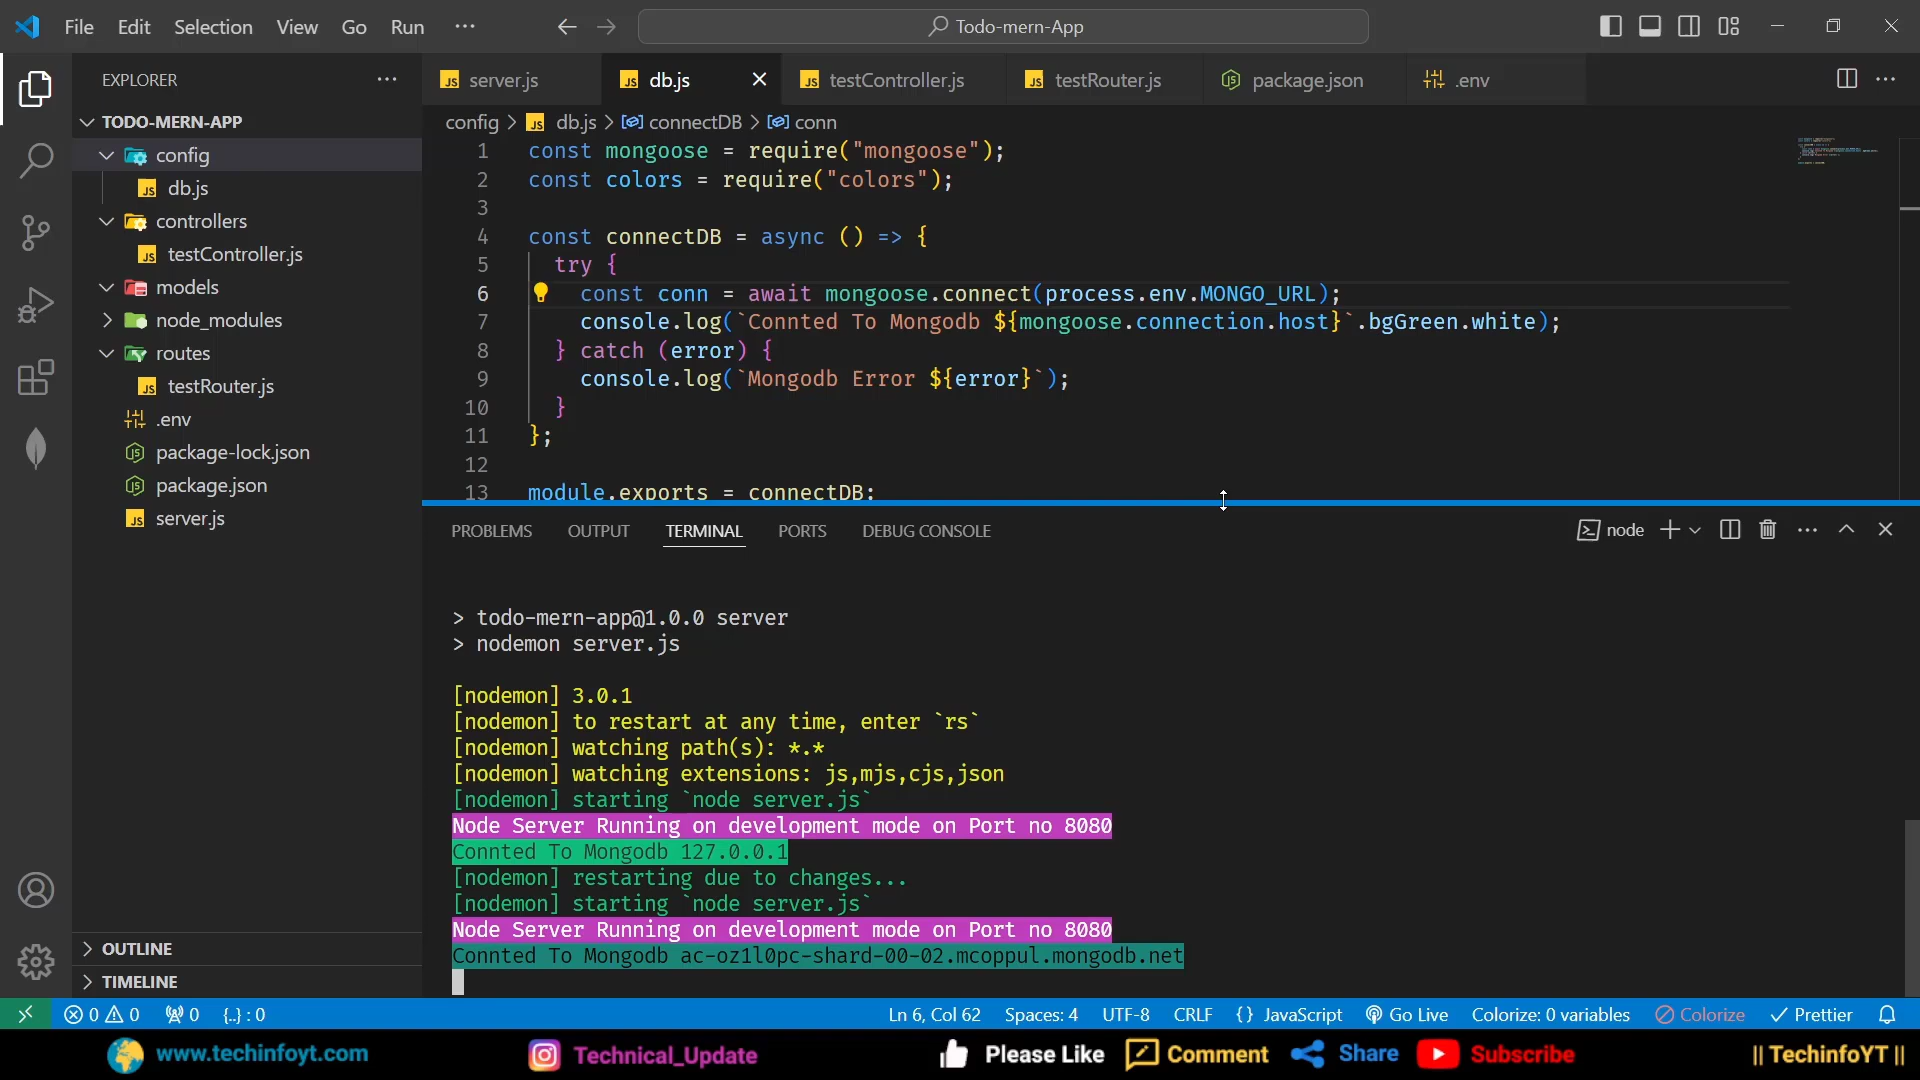 File Edit Selection View Go Run ··· Todo-mern-App
EXPLORER ···
server.js db.js testController.js testRouter.js package.json .env
TODO-MERN-APP
config > db.js > connectDB > conn
config
db.js
controllers
testController.js
models
node_modules
routes
testRouter.js
.env
package-lock.json
package.json
server.js
OUTLINE
TIMELINE
1 const mongoose = require("mongoose");
2 const colors = require("colors");
3
4 const connectDB = async () => {
5 try {
6 const conn = await mongoose.connect(process.env.MONGO_URL);
7 console.log(`Connted To Mongodb ${mongoose.connection.host}`.bgGreen.white);
8 } catch (error) {
9 console.log(`Mongodb Error ${error}`);
10 }
11 };
12
13 module.exports = connectDB;
PROBLEMS OUTPUT TERMINAL PORTS DEBUG CONSOLE node
> todo-mern-app@1.0.0 server
> nodemon server.js
[nodemon] 3.0.1
[nodemon] to restart at any time, enter `rs`
[nodemon] watching path(s): *.*
[nodemon] watching extensions: js,mjs,cjs,json
[nodemon] starting `node server.js`
Node Server Running on development mode on Port no 8080
Connted To Mongodb 127.0.0.1
[nodemon] restarting due to changes...
[nodemon] starting `node server.js`
Node Server Running on development mode on Port no 8080
Connted To Mongodb ac-oz1l0pc-shard-00-02.mcoppul.mongodb.net
0 0 0 {..} : 0 Ln 6, Col 62 Spaces: 4 UTF-8 CRLF {} JavaScript Go Live Colorize: 0 variables Colorize Prettier
www.techinfoyt.com Technical_Update Please Like Comment Share Subscribe || TechinfoYT ||